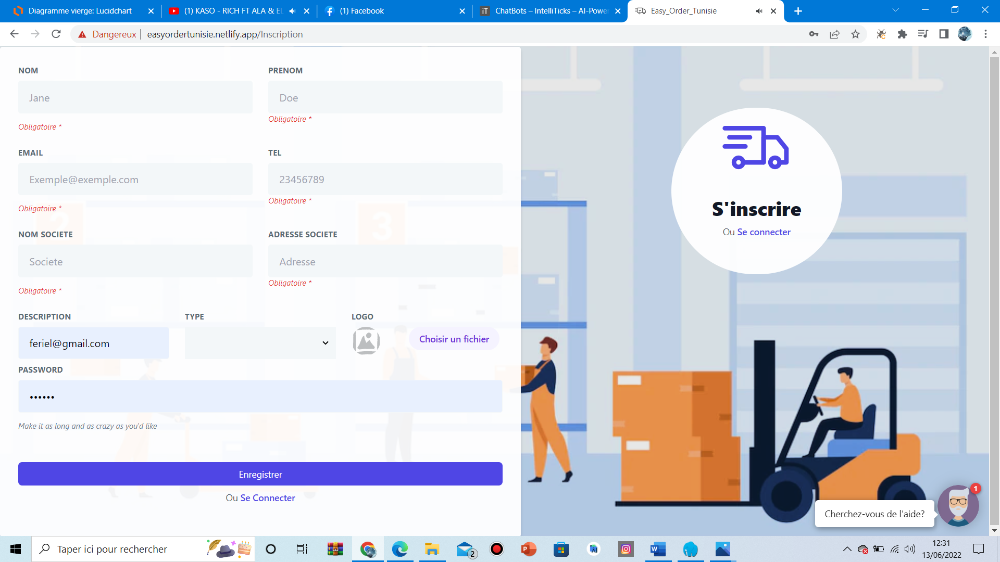 Diagramme vierge: Lucidchart
(1) KASO - RICH FT ALA & EL
(1) Facebook
iT
ChatBots – IntelliTicks – AI-Power
Easy_Order_Tunisie
Dangereux
easyordertunisie.netlify.app/Inscription
NOM
PRENOM
Jane
Doe
Obligatoire *
Obligatoire *
EMAIL
TEL
Exemple@exemple.com
23456789
Obligatoire *
Obligatoire *
NOM SOCIETE
ADRESSE SOCIETE
3
Societe
Adresse
Obligatoire *
Obligatoire *
DESCRIPTION
TYPE
LOGO
feriel@gmail.com
Choisir un fichier
PASSWORD
••••••
Make it as long and as crazy as you'd like
Enregistrer
Ou Se Connecter
S'inscrire
Ou Se connecter
1
Cherchez-vous de l'aide?
Taper ici pour rechercher
2
12:31
13/06/2022